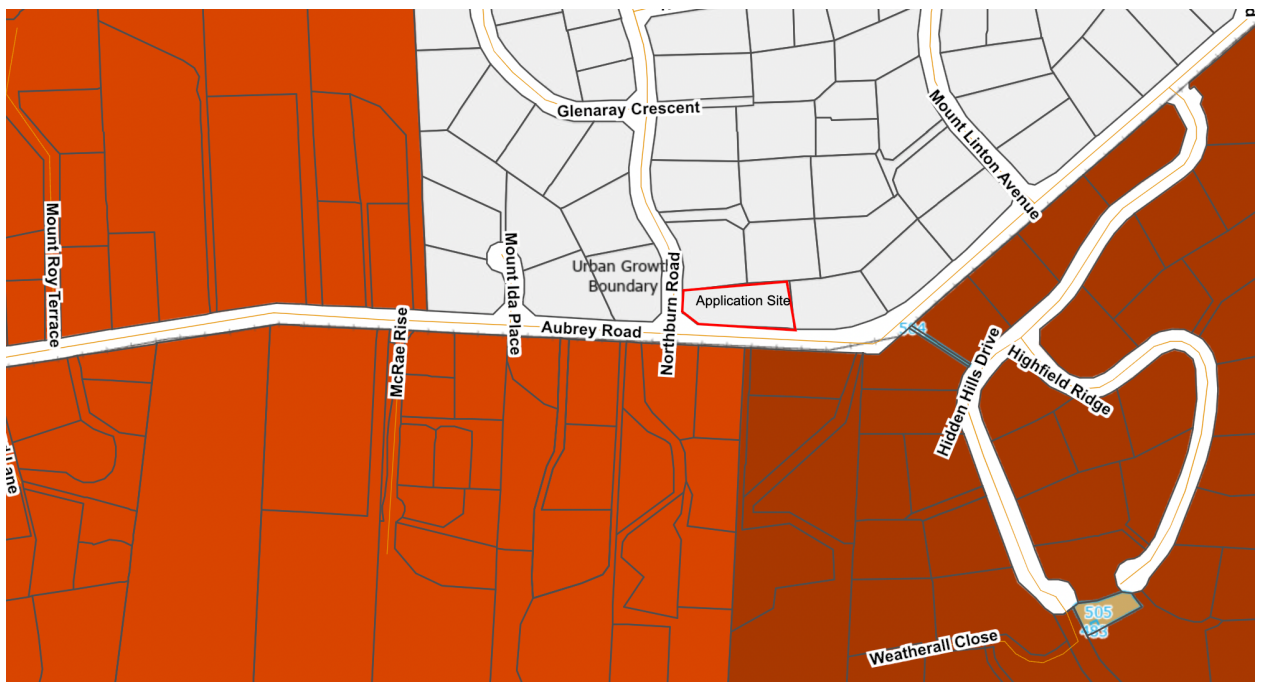 Glenaray Crescent
Mount Linton Avenue
Mount Roy Terrace
Mount Ida Place
Urban Growth
Boundary
Northburn Road
Application Site
Aubrey Road
McRae Rise
Hidden Hills Drive
Highfield Ridge
Lane
505
Weatherall Close